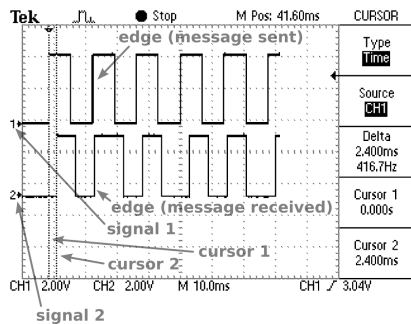 Tek Stop M Pos: 41.60ms CURSOR
edge (message sent)
Type
Time
Source
CH1
1
Delta
2.400ms
416.7Hz
2
edge (message received)
Cursor 1
0.000s
signal 1
cursor 1
cursor 2
Cursor 2
2.400ms
CH1 2.00V CH2 2.00V M 10.0ms CH1 3.04V
signal 2